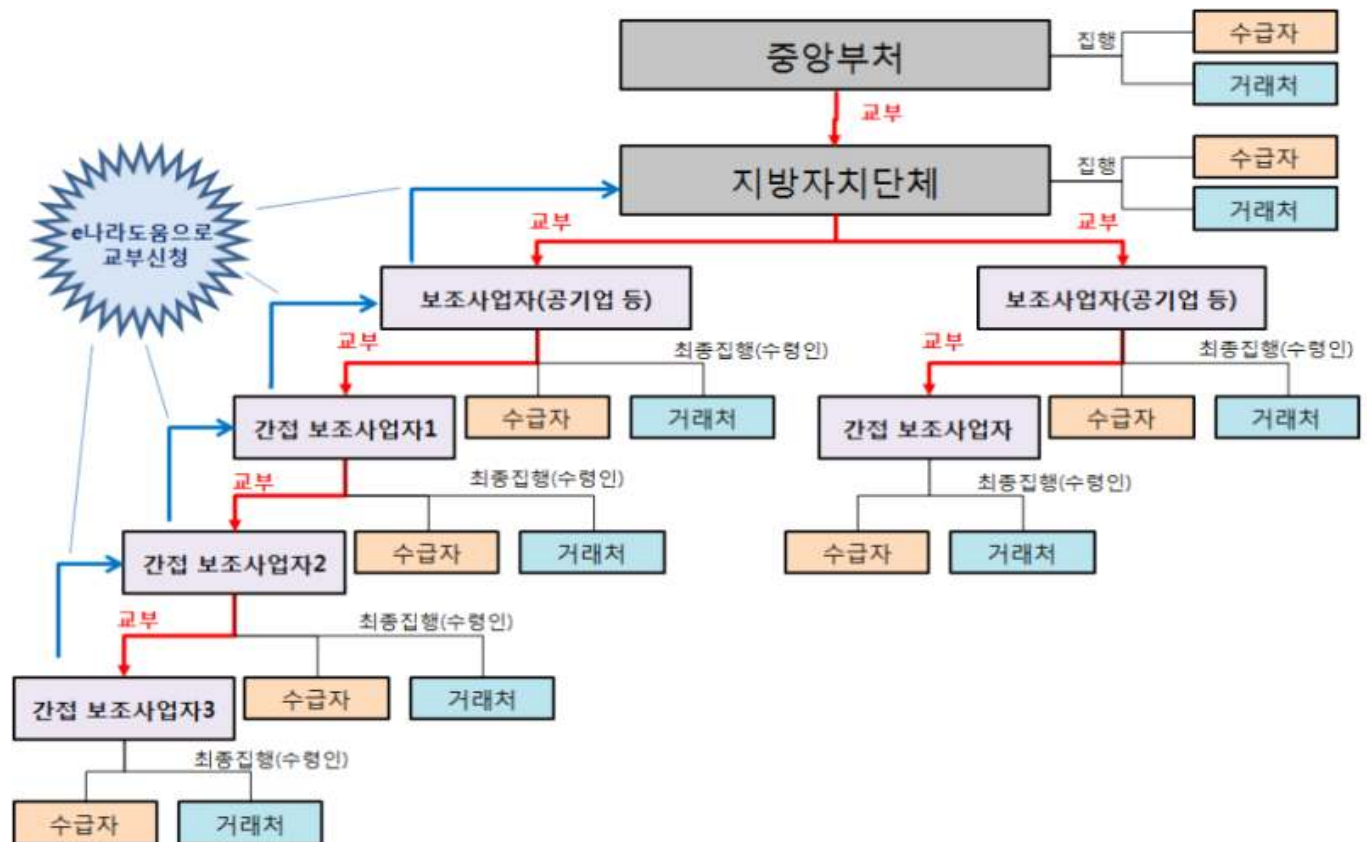 중앙부처
집행
수급자
거래처
교부
지방자치단체
집행
수급자
거래처
e나라도움으로
교부신청
교부
교부
보조사업자(공기업 등)
보조사업자(공기업 등)
교부
최종집행(수령인)
교부
최종집행(수령인)
간접 보조사업자1
수급자
거래처
간접 보조사업자
수급자
거래처
교부
최종집행(수령인)
최종집행(수령인)
간접 보조사업자2
수급자
거래처
수급자
거래처
교부
최종집행(수령인)
간접 보조사업자3
수급자
거래처
최종집행(수령인)
수급자
거래처